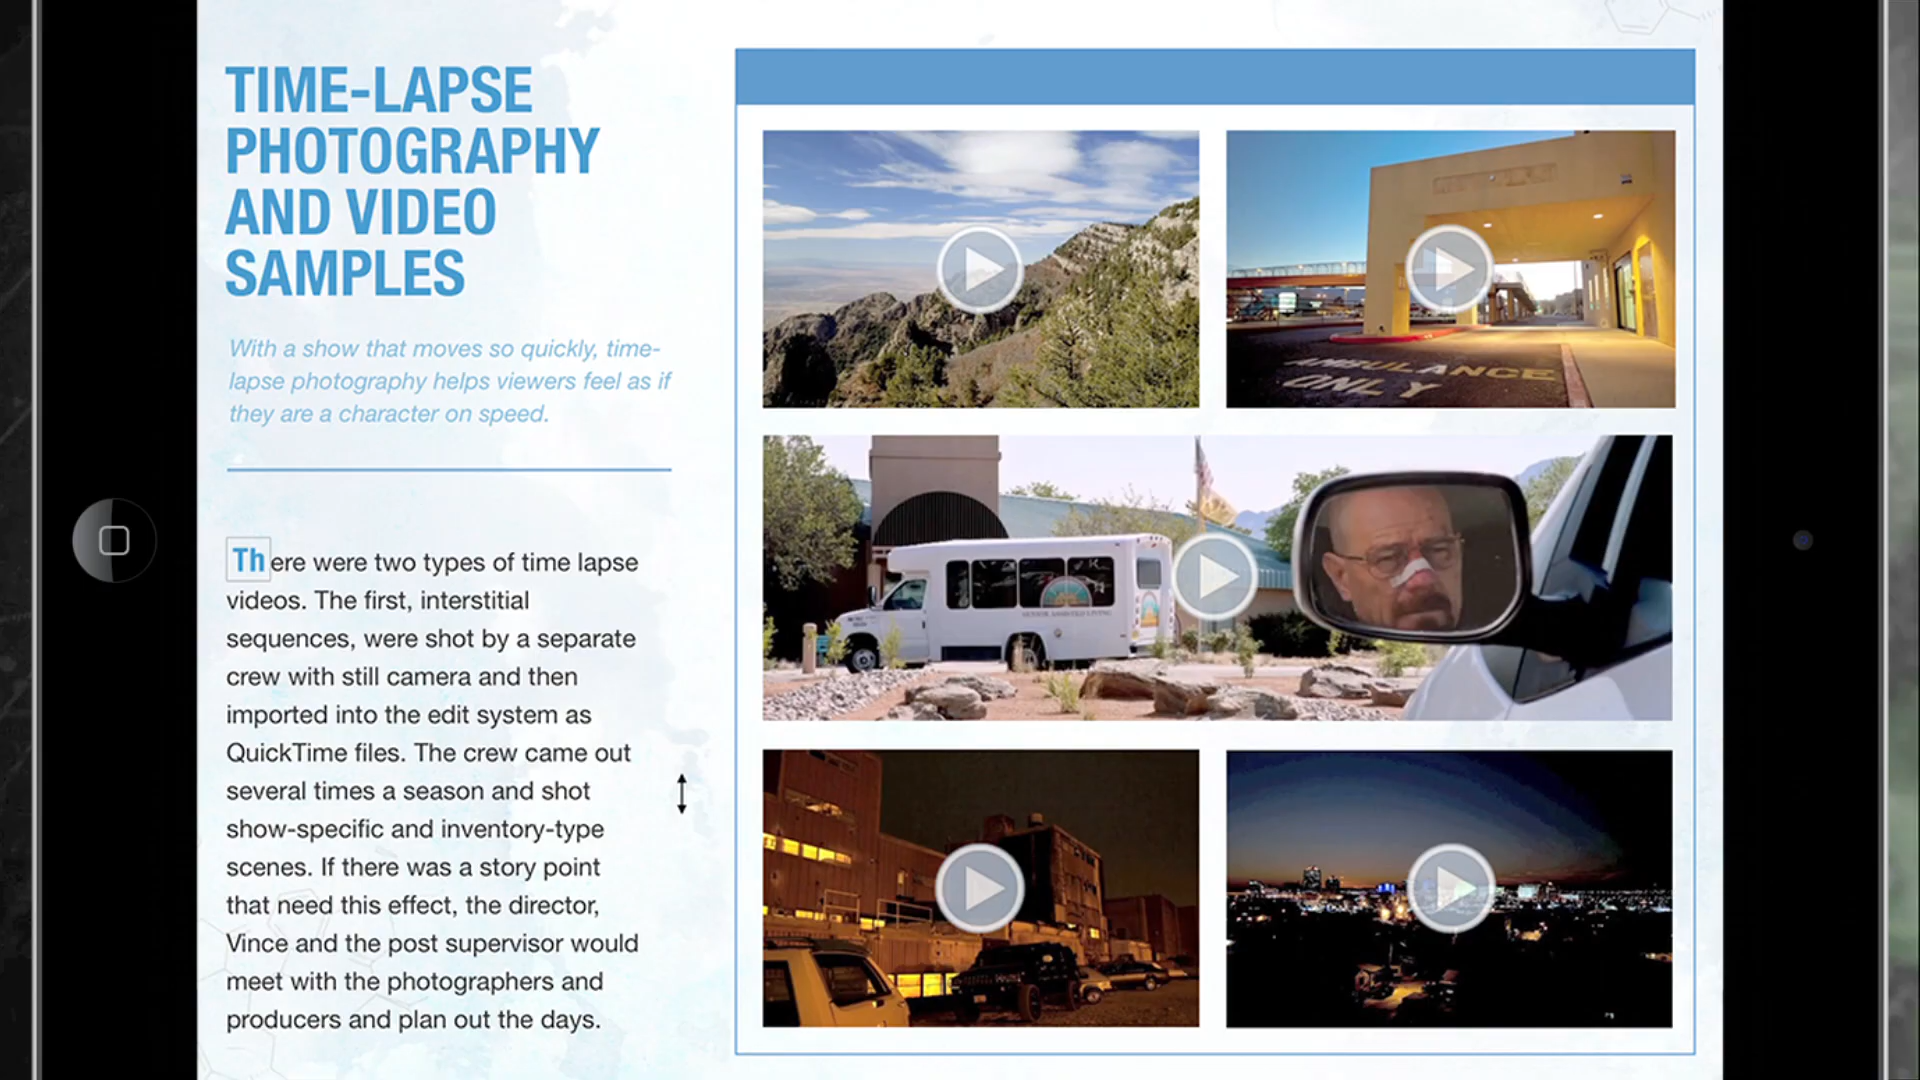 TIME-LAPSE
PHOTOGRAPHY
AND VIDEO
SAMPLES
With a show that moves so quickly, time-
lapse photography helps viewers feel as if
they are a character on speed.
There were two types of time lapse
videos. The first, interstitial
sequences, were shot by a separate
crew with still camera and then
imported into the edit system as
QuickTime files. The crew came out
several times a season and shot
show-specific and inventory-type
scenes. If there was a story point
that need this effect, the director,
Vince and the post supervisor would
meet with the photographers and
producers and plan out the days.
AMBULANCE
ONLY